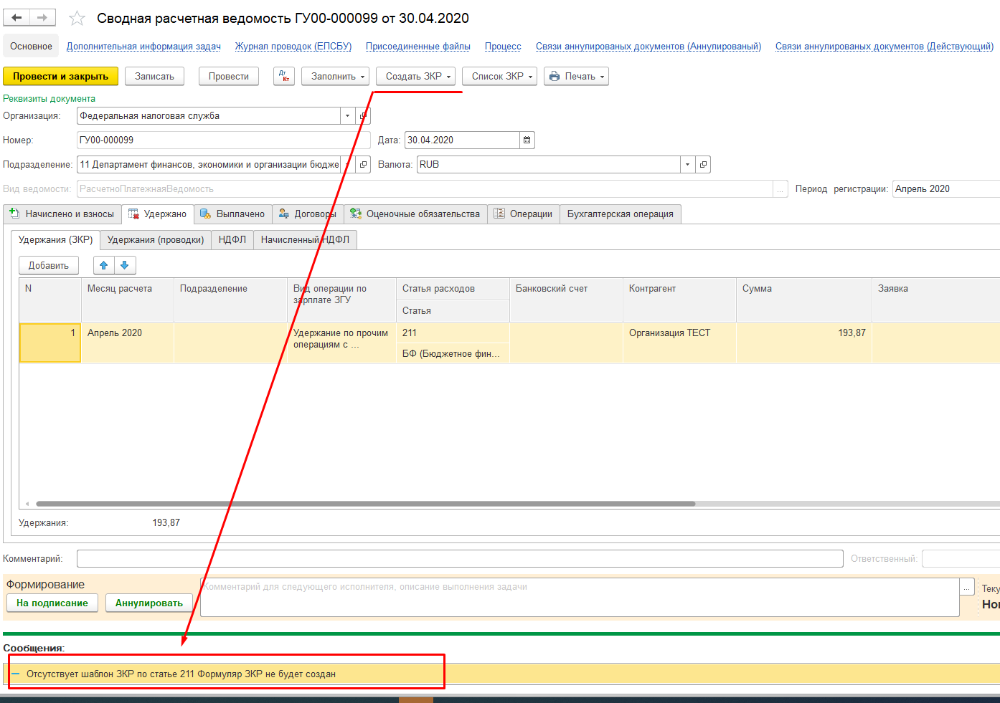 Сводная расчетная ведомость ГУ00-000099 от 30.04.2020
Основное Дополнительная информация задач Журнал проводок (ЕПСБУ) Присоединенные файлы Процесс Связи аннулированых документов (Аннулированый) Связи аннулированых документов (Действующий)
Провести и закрыть Записать Провести Дт Кт Заполнить Создать ЗКР Список ЗКР Печать
Реквизиты документа
Организация: Федеральная налоговая служба
Номер: ГУ00-000099 Дата: 30.04.2020
Подразделение: 11 Департамент финансов, экономики и организации бюдже Валюта: RUB
Вид ведомости: РасчетноПлатежнаяВедомость ... Период регистрации: Апрель 2020
Начислено и взносы Удержано Выплачено Договоры Оценочные обязательства Операции Бухгалтерская операция
Удержания (ЗКР) Удержания (проводки) НДФЛ Начисленный НДФЛ
Добавить
N Месяц расчета Подразделение Вид операции по Статья расходов Банковский счет Контрагент Сумма Заявка
зарплате ЗГУ
Статья
1 Апрель 2020 Удержание по прочим 211 Организация ТЕСТ 193,87
операциям с ...
БФ (Бюджетное фин...
Удержания: 193,87
Комментарий: Ответственный:
Формирование Комментарий для следующего исполнителя, описание выполнения задачи ... Теку
На подписание Аннулировать Нов
Сообщения:
Отсутствует шаблон ЗКР по статье 211 Формуляр ЗКР не будет создан